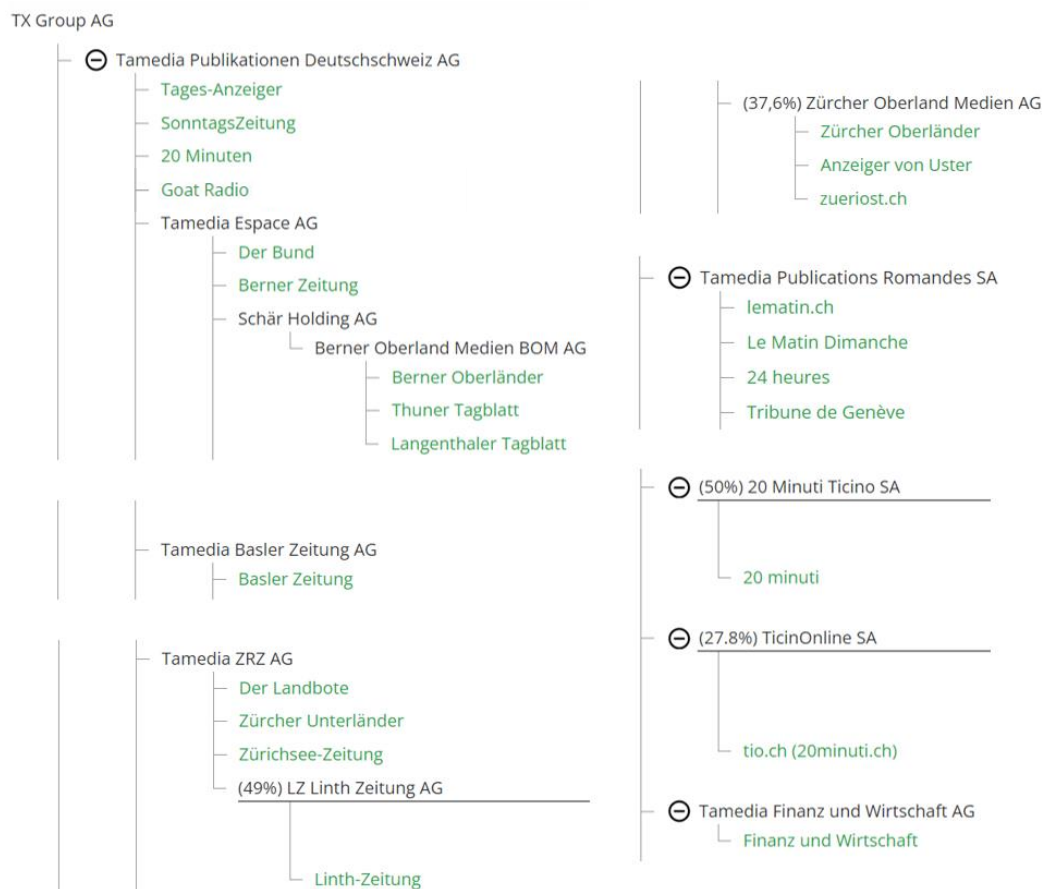 TX Group AG
Tamedia Publikationen Deutschschweiz AG
Tages-Anzeiger
SonntagsZeitung
20 Minuten
Goat Radio
Tamedia Espace AG
Der Bund
Berner Zeitung
Schär Holding AG
Berner Oberland Medien BOM AG
Berner Oberländer
Thuner Tagblatt
Langenthaler Tagblatt
Tamedia Basler Zeitung AG
Basler Zeitung
Tamedia ZRZ AG
Der Landbote
Zürcher Unterländer
Zürichsee-Zeitung
(49%) LZ Linth Zeitung AG
Linth-Zeitung
(37,6%) Zürcher Oberland Medien AG
Zürcher Oberländer
Anzeiger von Uster
zueriost.ch
Tamedia Publications Romandes SA
lematin.ch
Le Matin Dimanche
24 heures
Tribune de Genève
(50%) 20 Minuti Ticino SA
20 minuti
(27.8%) TicinOnline SA
tio.ch (20minuti.ch)
Tamedia Finanz und Wirtschaft AG
Finanz und Wirtschaft